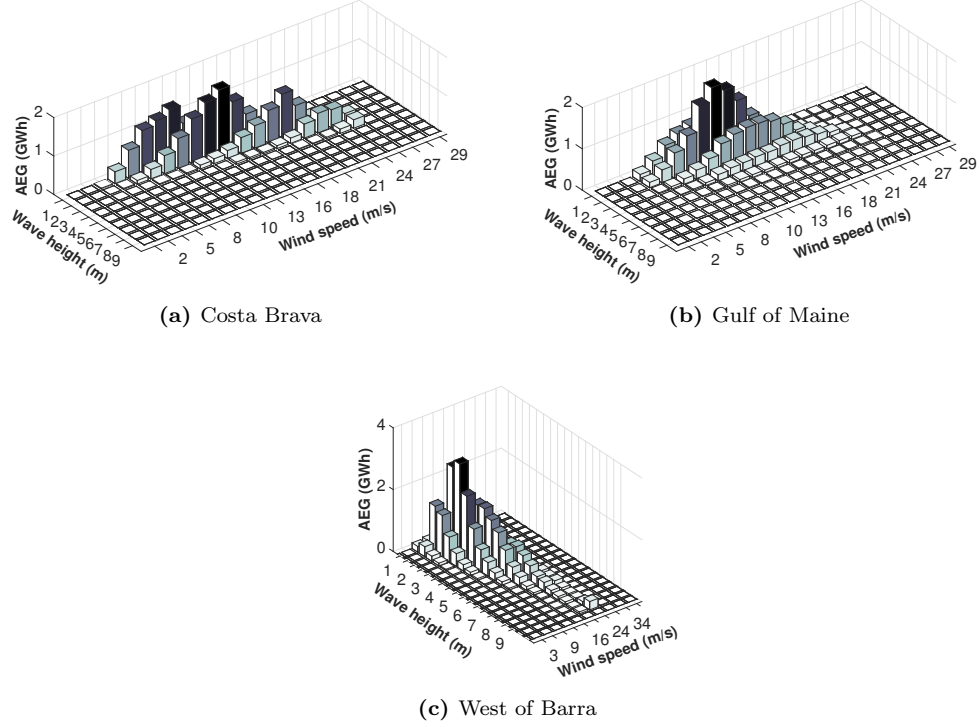 2
1
0
AEG (GWh)
1 2 3 4 5 6 7 8 9
Wave height (m)
2 5 8 10 13 16 18 21 24 27 29
Wind speed (m/s)
(a) Costa Brava
2
1
0
AEG (GWh)
1 2 3 4 5 6 7 8 9
Wave height (m)
2 5 8 10 13 16 18 21 24 27 29
Wind speed (m/s)
(b) Gulf of Maine
4
2
0
AEG (GWh)
1 2 3 4 5 6 7 8 9
Wave height (m)
3 9 16 24 34
Wind speed (m/s)
(c) West of Barra